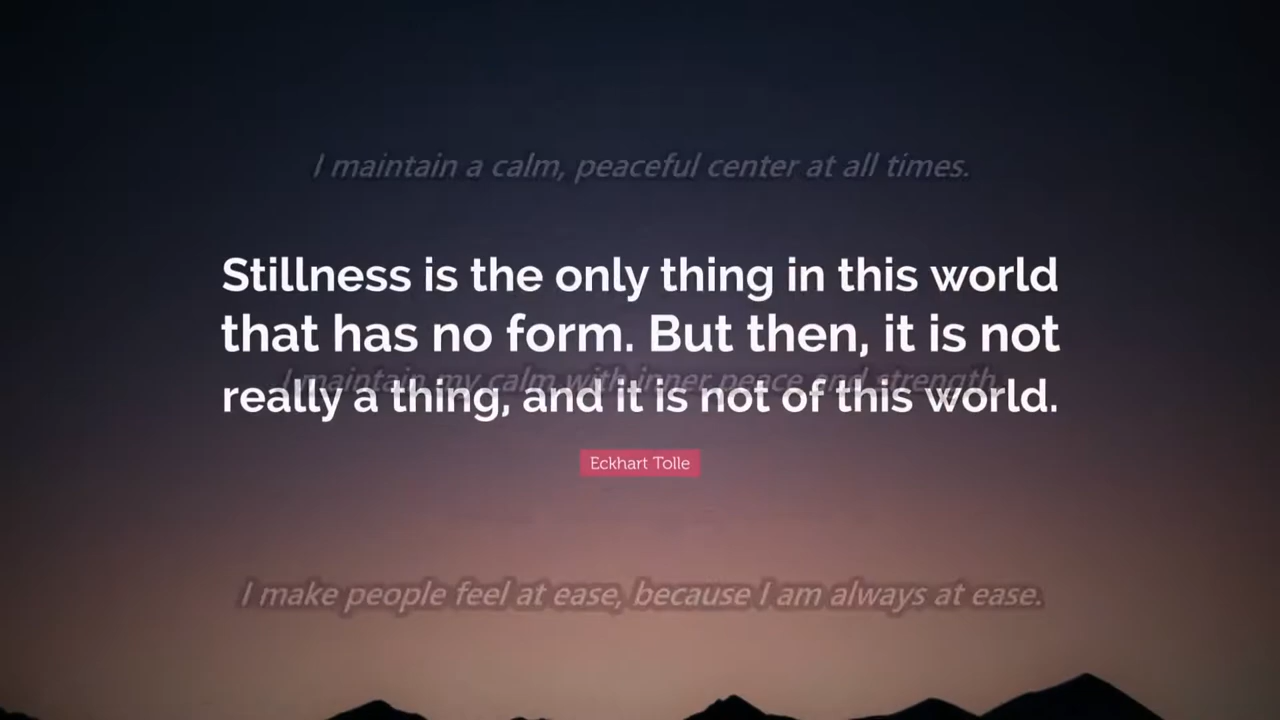 I maintain a calm, peaceful center at all times.
Stillness is the only thing in this world
that has no form. But then, it is not
I maintain my calm with inner peace and strength.
really a thing, and it is not of this world.
Eckhart Tolle
I make people feel at ease, because I am always at ease.